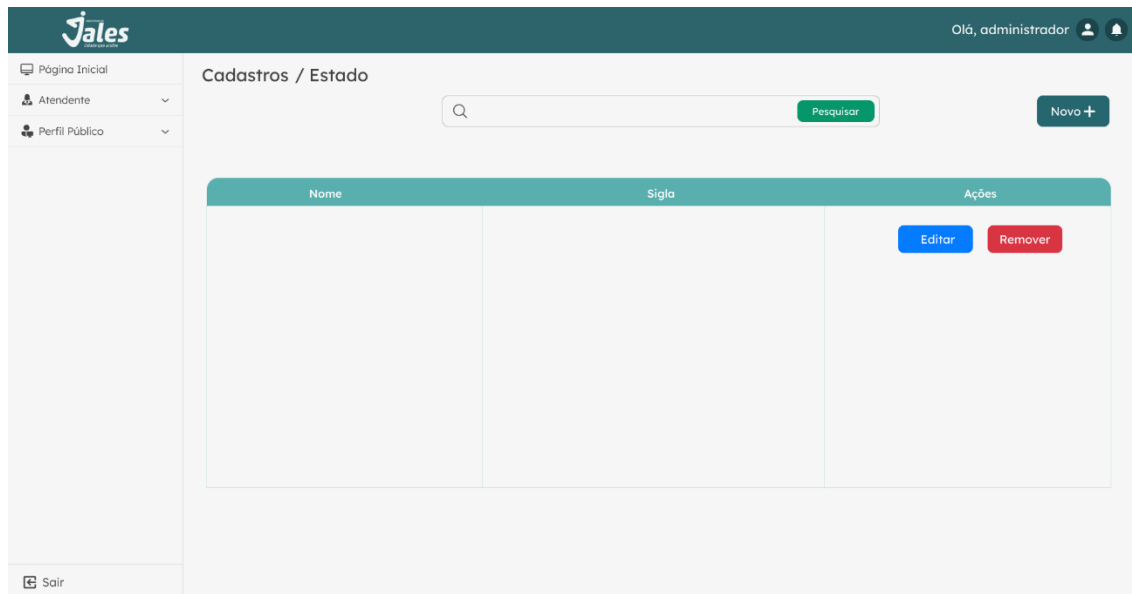 Jales
Olá, administrador
Página Inicial
Atendente
Perfil Público
Cadastros / Estado
Pesquisar
Novo +
Nome Sigla Ações
Editar Remover
Sair